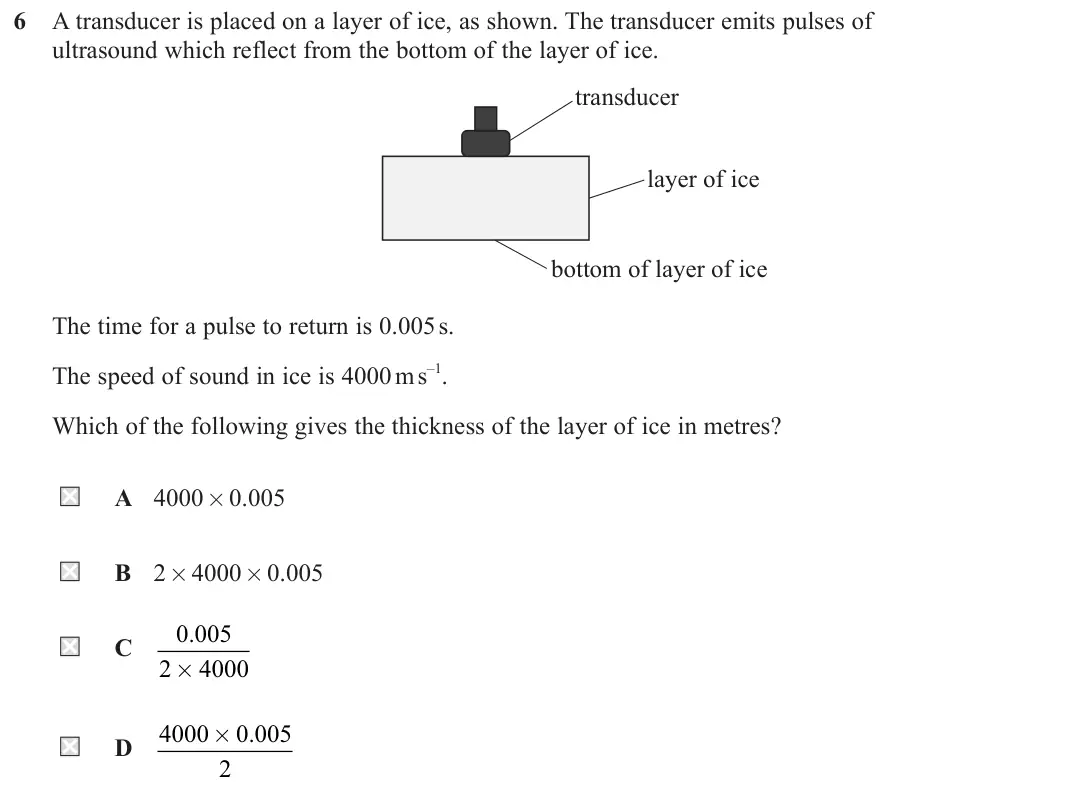 6 A transducer is placed on a layer of ice, as shown. The transducer emits pulses of
ultrasound which reflect from the bottom of the layer of ice.
transducer
layer of ice
bottom of layer of ice
The time for a pulse to return is 0.005 s.
The speed of sound in ice is 4000 m s⁻¹.
Which of the following gives the thickness of the layer of ice in metres?
A 4000 × 0.005
B 2 × 4000 × 0.005
C 0.005
2 × 4000
D 4000 × 0.005
2